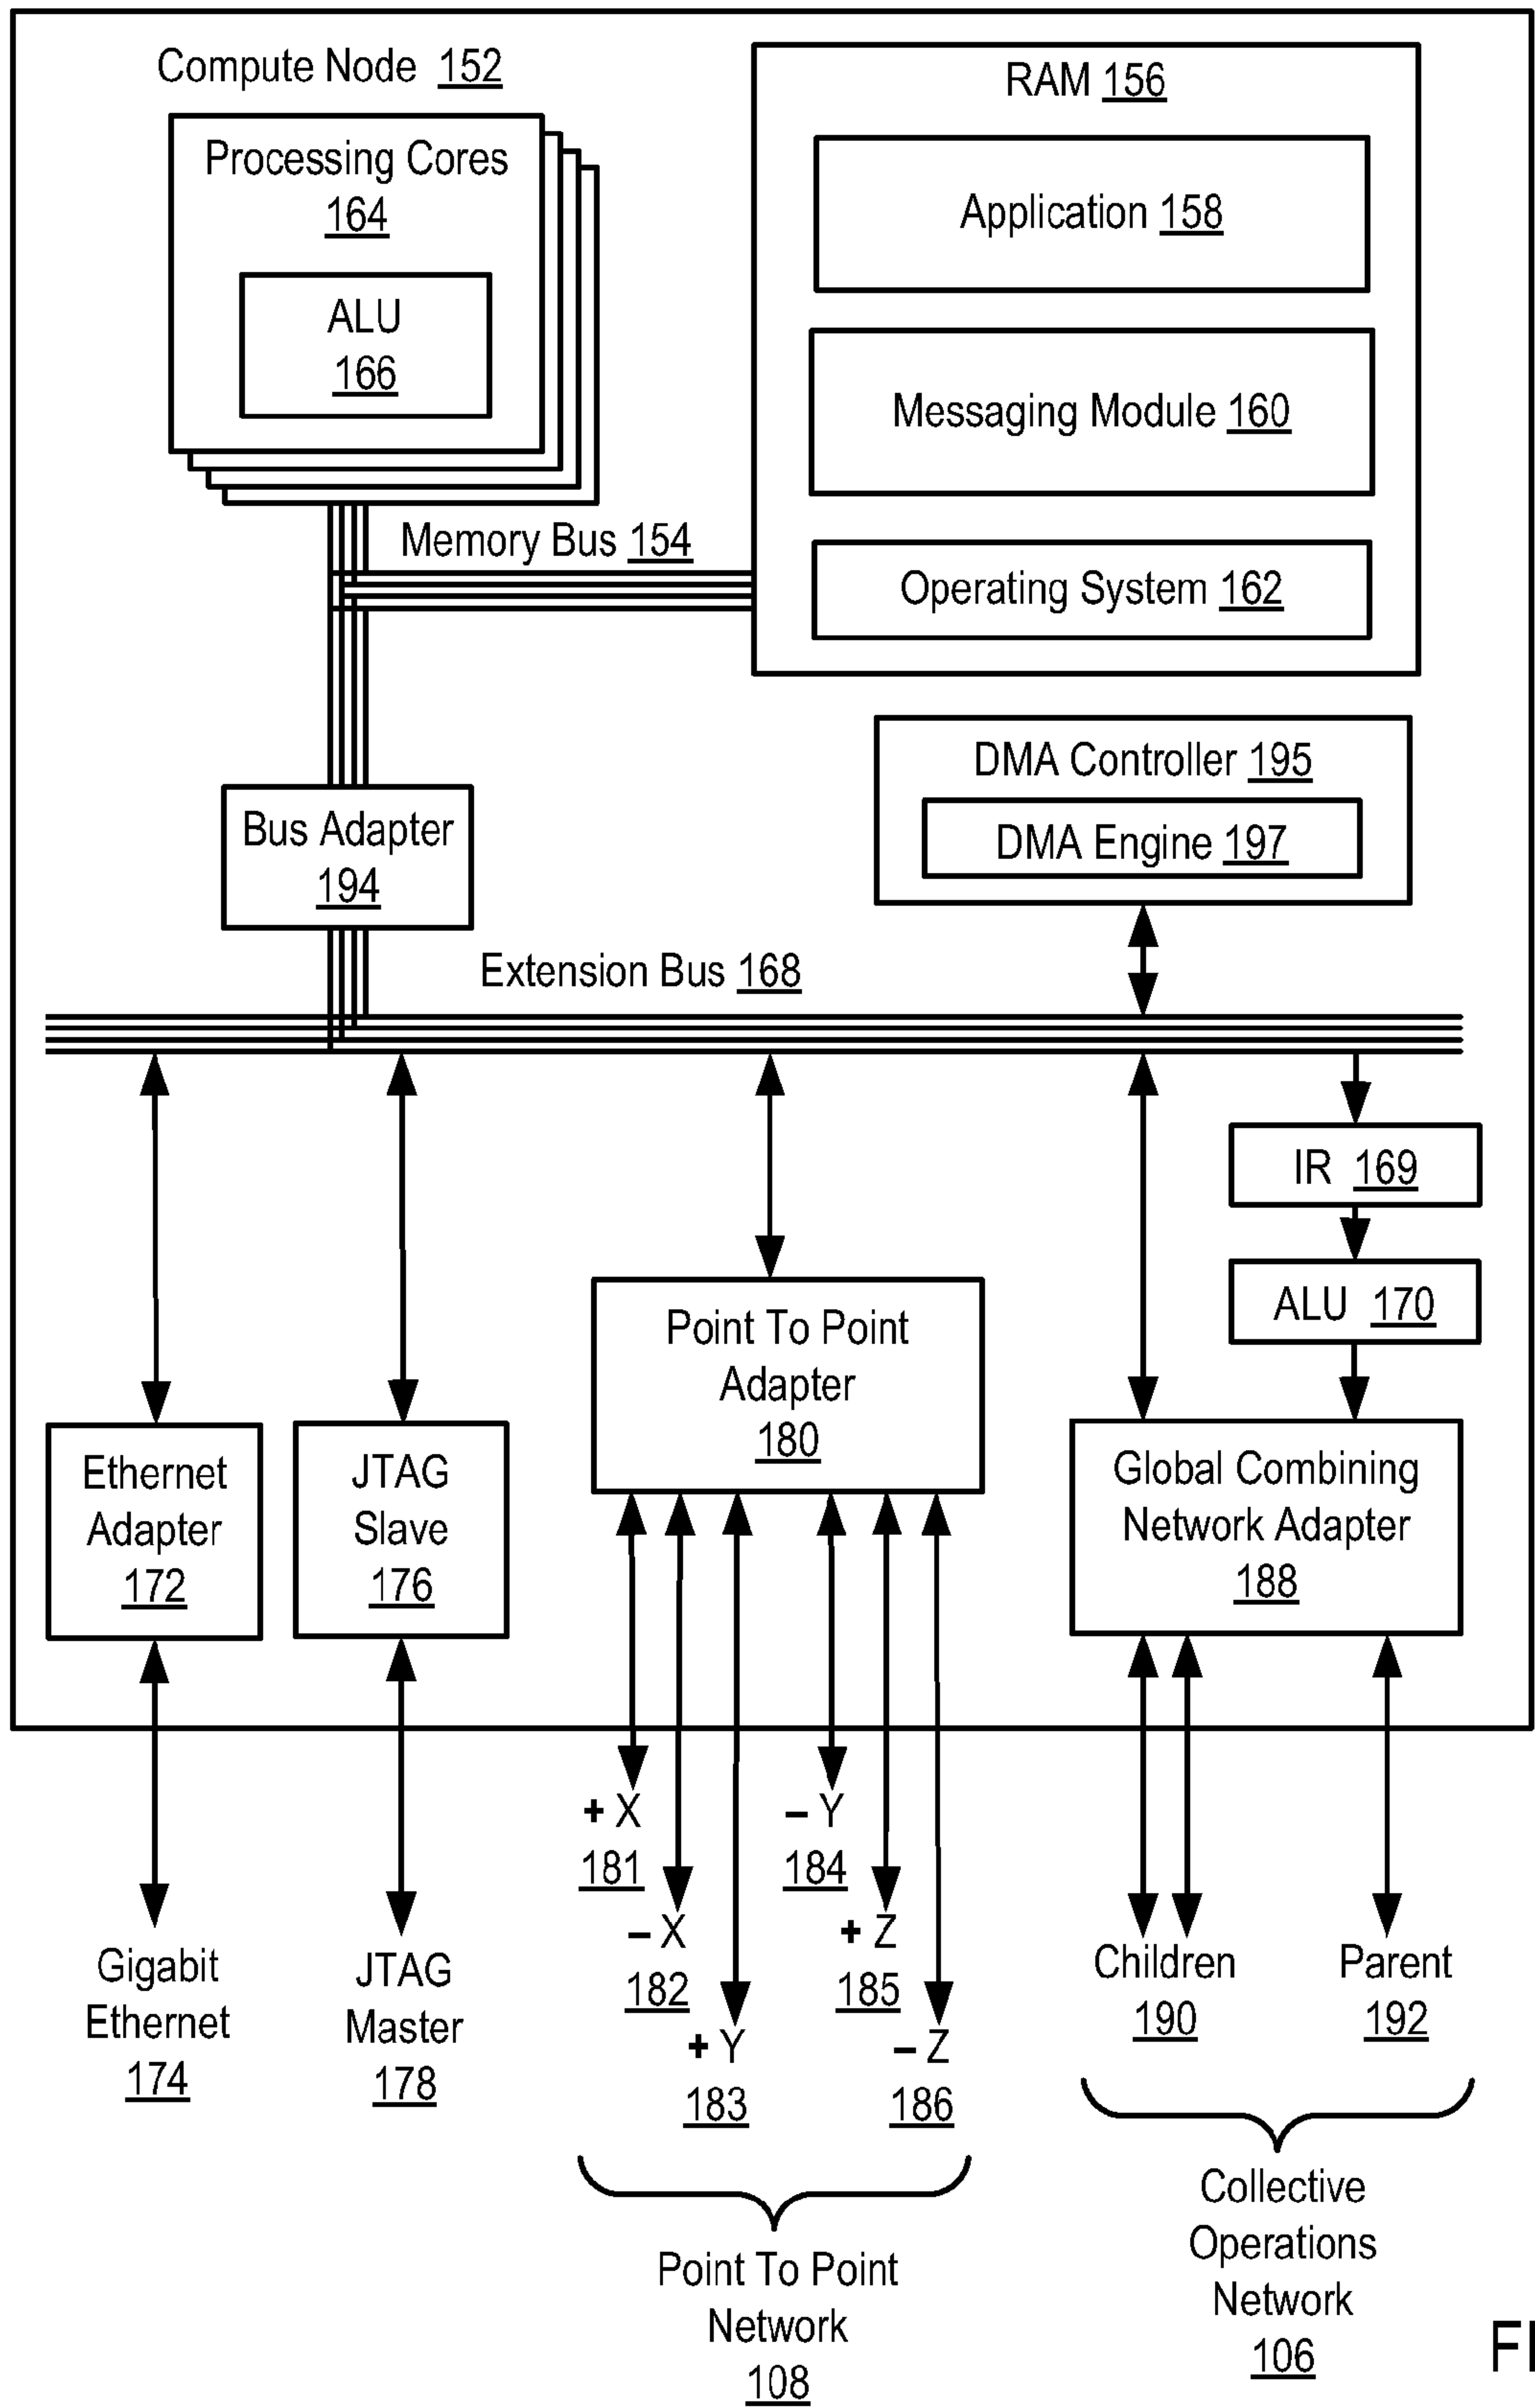 Compute Node 152
Processing Cores
164
ALU
166
RAM 156
Application 158
Messaging Module 160
Operating System 162
Memory Bus 154
DMA Controller 195
DMA Engine 197
Bus Adapter
194
Extension Bus 168
IR 169
ALU 170
Point To Point
Adapter
180
Ethernet
Adapter
172
JTAG
Slave
176
Global Combining
Network Adapter
188
+ X
181
– X
182
+ Y
183
– Y
184
+ Z
185
– Z
186
Gigabit
Ethernet
174
JTAG
Master
178
Children
190
Parent
192
Point To Point
Network
108
Collective
Operations
Network
106